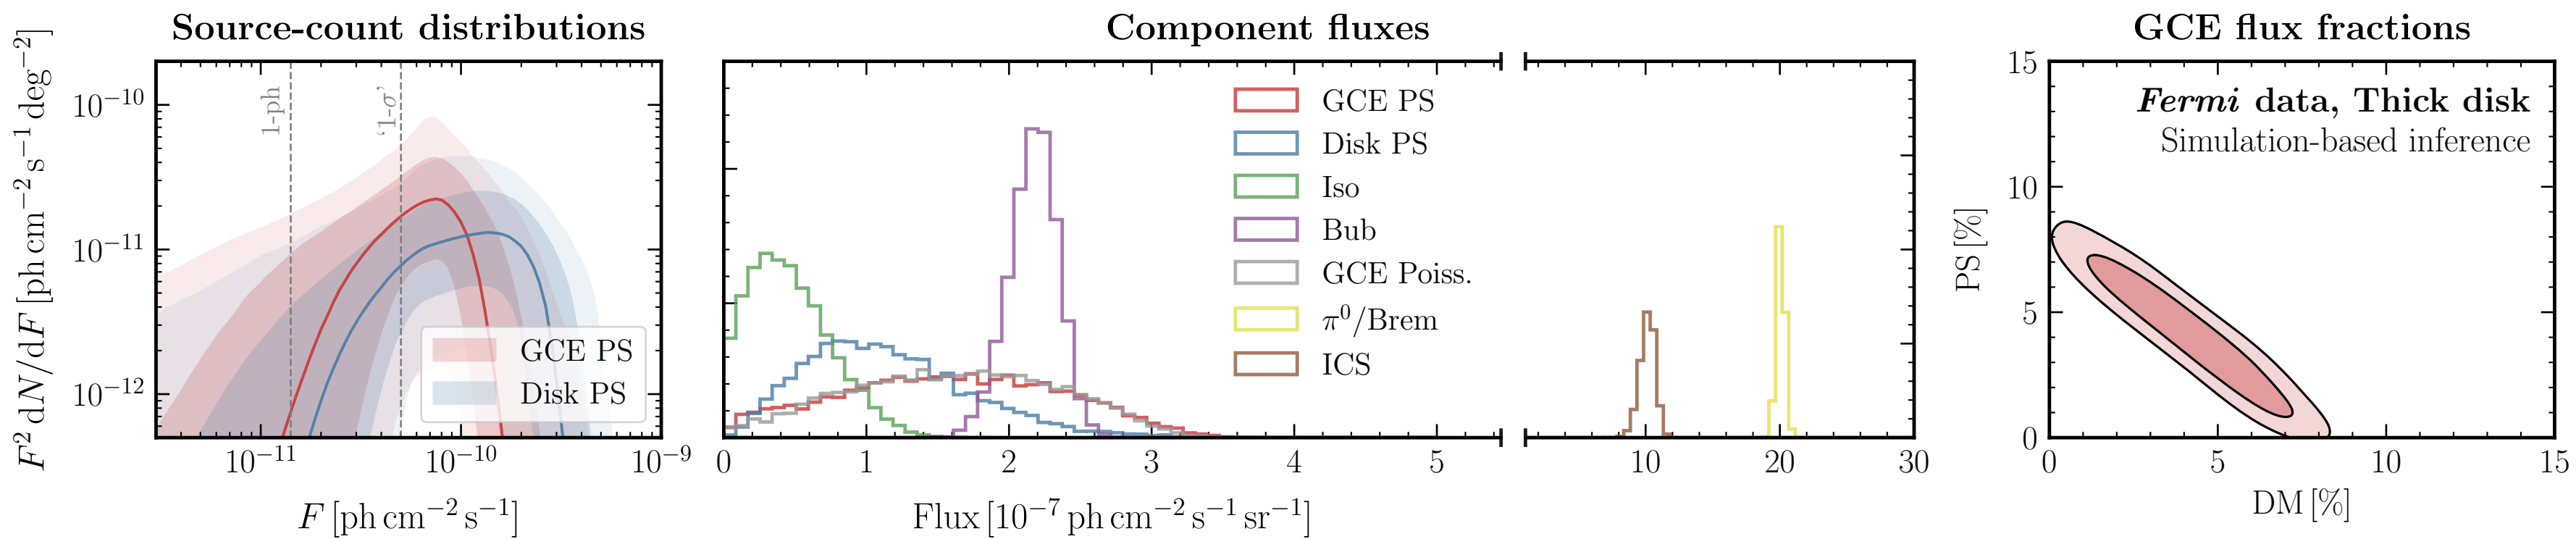 Source-count distributions
F² dN/dF [ph cm⁻² s⁻¹ deg⁻²]
10⁻¹⁰
10⁻¹¹
10⁻¹²
1-ph
‘1-σ’
GCE PS
Disk PS
10⁻¹¹ 10⁻¹⁰ 10⁻⁹
F [ph cm⁻² s⁻¹]
Component fluxes
GCE PS
Disk PS
Iso
Bub
GCE Poiss.
π⁰/Brem
ICS
0 1 2 3 4 5 10 20 30
Flux [10⁻⁷ ph cm⁻² s⁻¹ sr⁻¹]
GCE flux fractions
Fermi data, Thick disk
Simulation-based inference
PS [%]
15
10
5
0
0 5 10 15
DM [%]